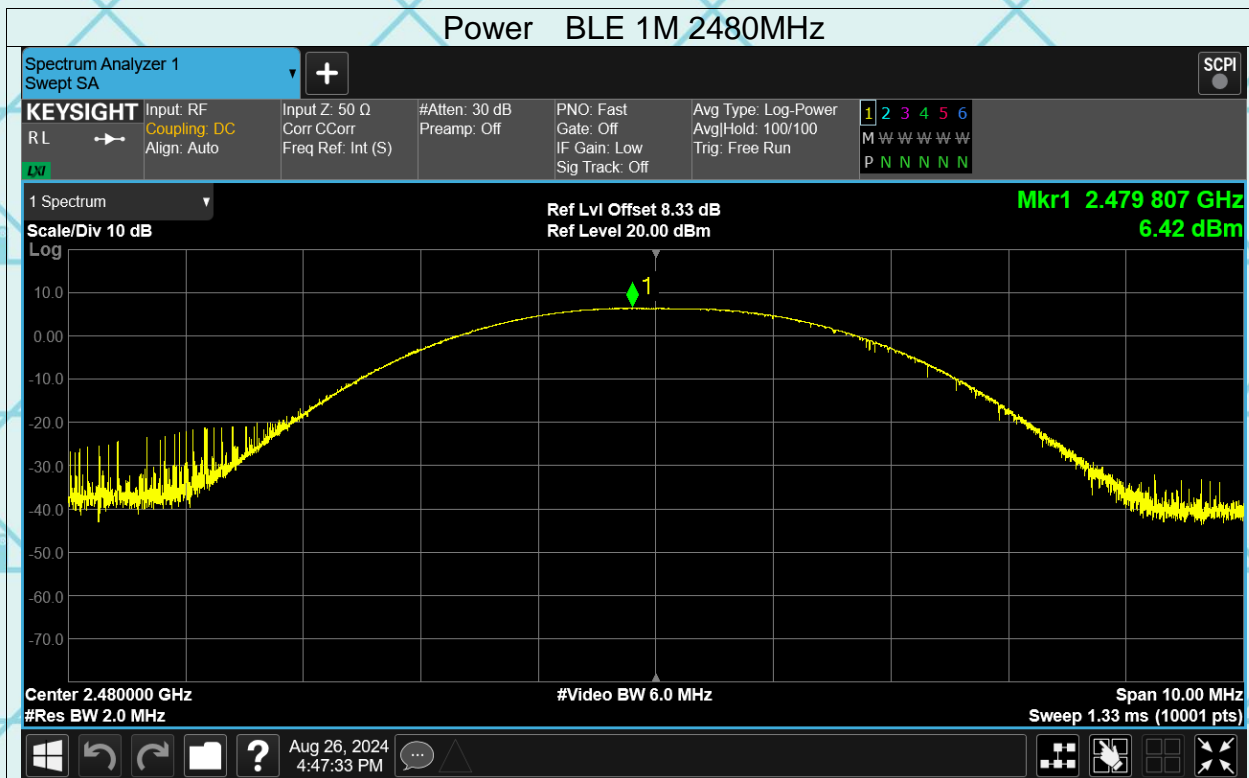 Power BLE 1M 2480MHz
Spectrum Analyzer 1
Swept SA
SCPI
KEYSIGHT
RL
LXI
Input: RF
Coupling: DC
Align: Auto
Input Z: 50 Ω
Corr CCorr
Freq Ref: Int (S)
#Atten: 30 dB
Preamp: Off
PNO: Fast
Gate: Off
IF Gain: Low
Sig Track: Off
Avg Type: Log-Power
Avg|Hold: 100/100
Trig: Free Run
1 2 3 4 5 6
M W W W W W
P N N N N N
1 Spectrum
Scale/Div 10 dB
Log
Ref Lvl Offset 8.33 dB
Ref Level 20.00 dBm
Mkr1 2.479 807 GHz
6.42 dBm
1
10.0
0.00
-10.0
-20.0
-30.0
-40.0
-50.0
-60.0
-70.0
Center 2.480000 GHz
#Res BW 2.0 MHz
#Video BW 6.0 MHz
Span 10.00 MHz
Sweep 1.33 ms (10001 pts)
?
Aug 26, 2024
4:47:33 PM